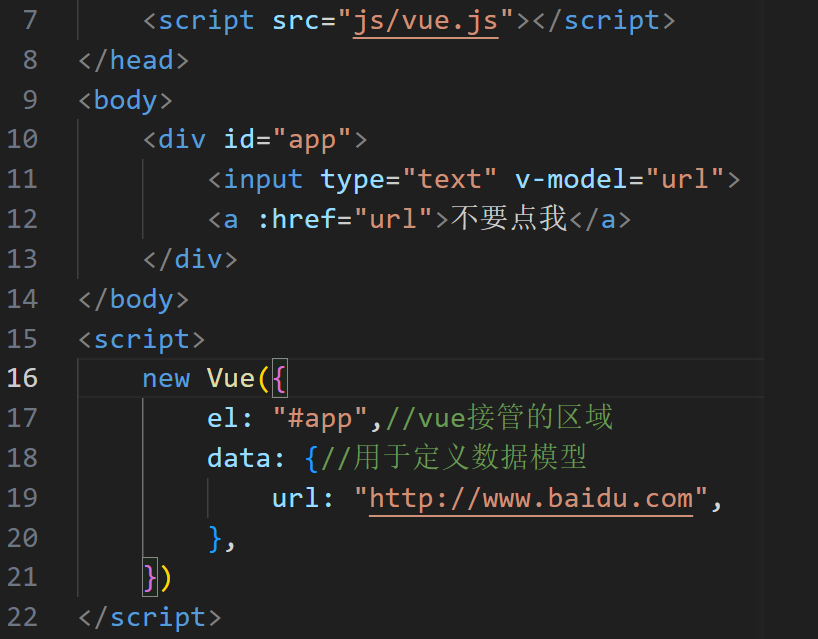 7 <script src="js/vue.js"></script>
8 </head>
9 <body>
10 <div id="app">
11 <input type="text" v-model="url">
12 <a :href="url">不要点我</a>
13 </div>
14 </body>
15 <script>
16 new Vue({
17 el: "#app",//vue接管的区域
18 data: {//用于定义数据模型
19 url: "http://www.baidu.com",
20 },
21 })
22 </script>